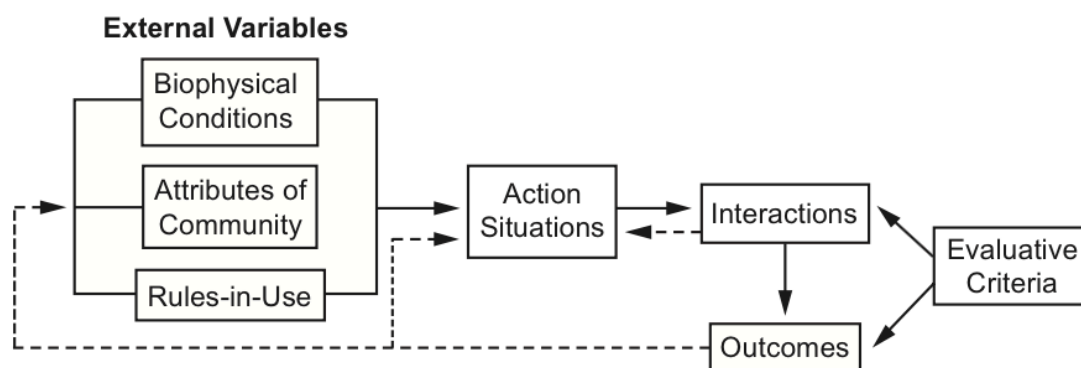 External Variables
Biophysical
Conditions
Attributes of
Community
Rules-in-Use
Action
Situations
Interactions
Outcomes
Evaluative
Criteria